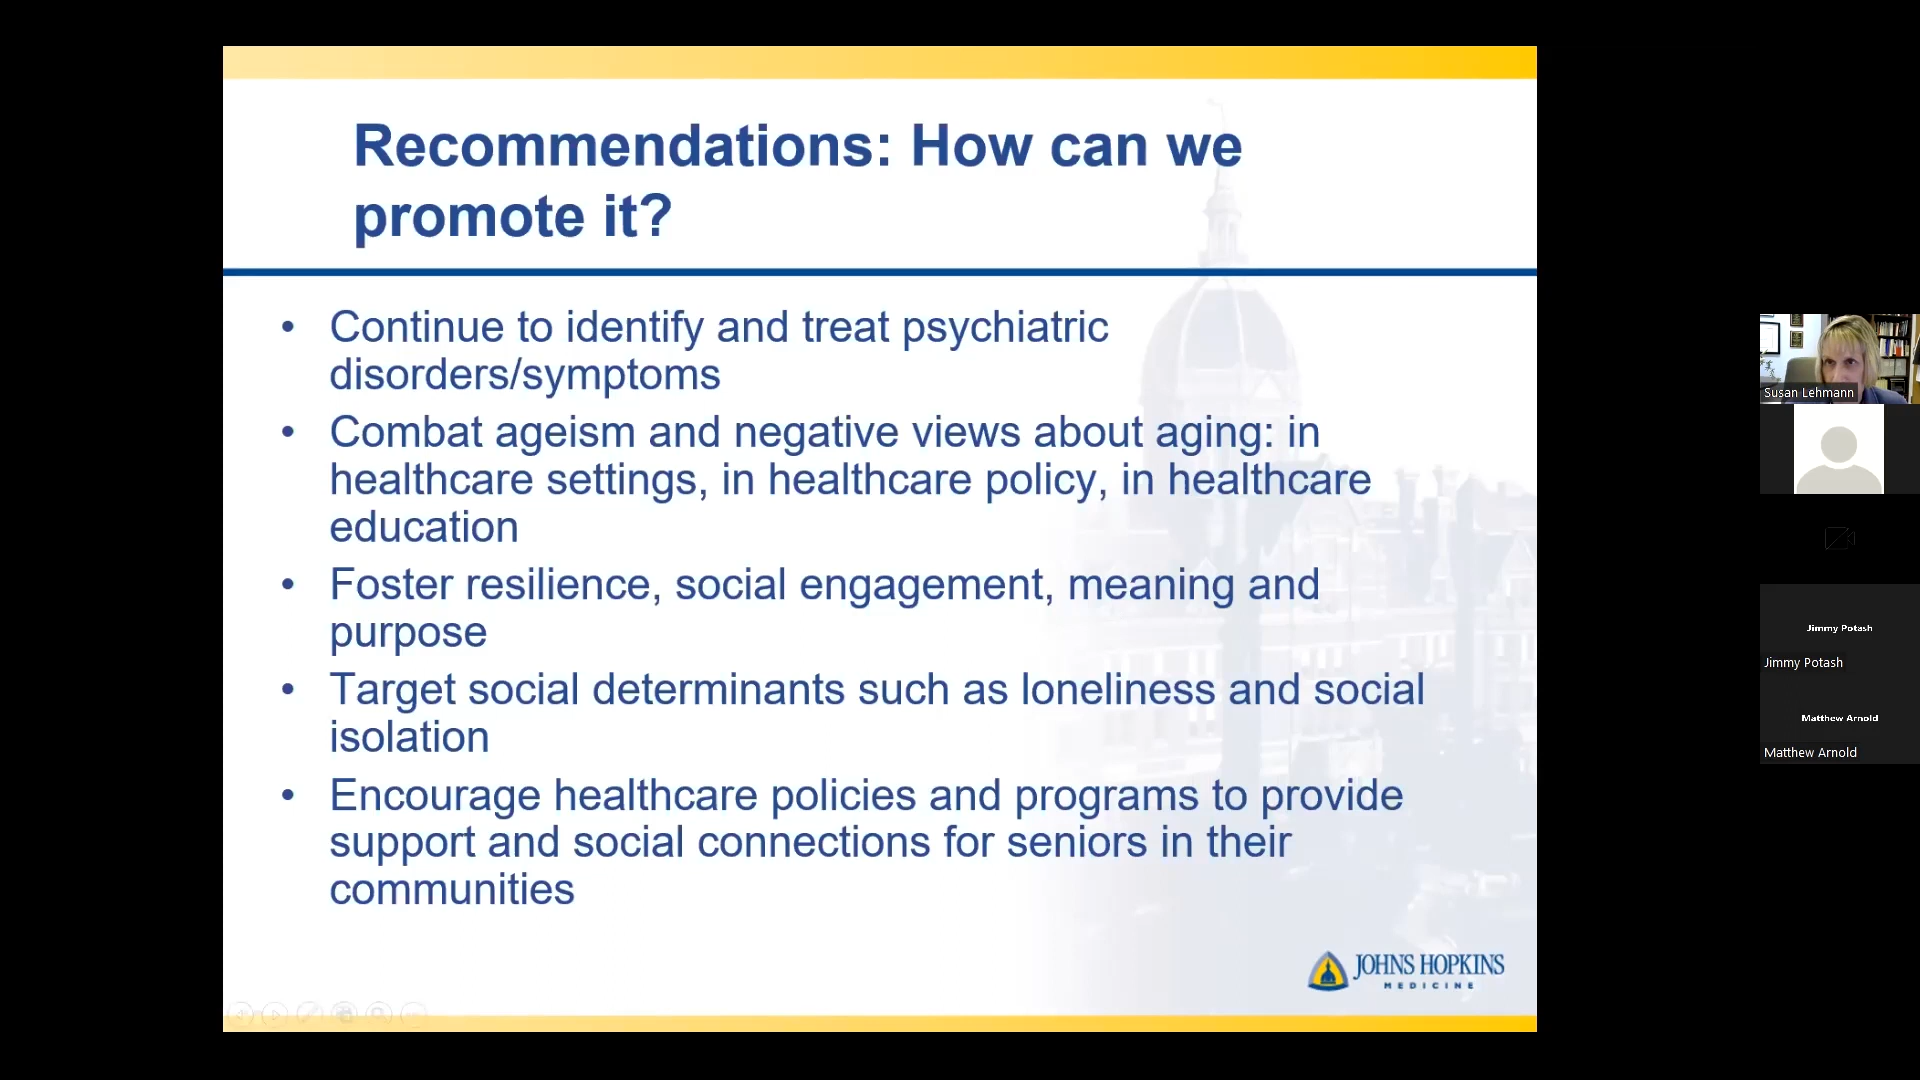 Recommendations: How can we
promote it?
• Continue to identify and treat psychiatric
disorders/symptoms
• Combat ageism and negative views about aging: in
healthcare settings, in healthcare policy, in healthcare
education
• Foster resilience, social engagement, meaning and
purpose
• Target social determinants such as loneliness and social
isolation
• Encourage healthcare policies and programs to provide
support and social connections for seniors in their
communities
JOHNS HOPKINS
MEDICINE
Susan Lehmann
Jimmy Potash
Jimmy Potash
Matthew Arnold
Matthew Arnold